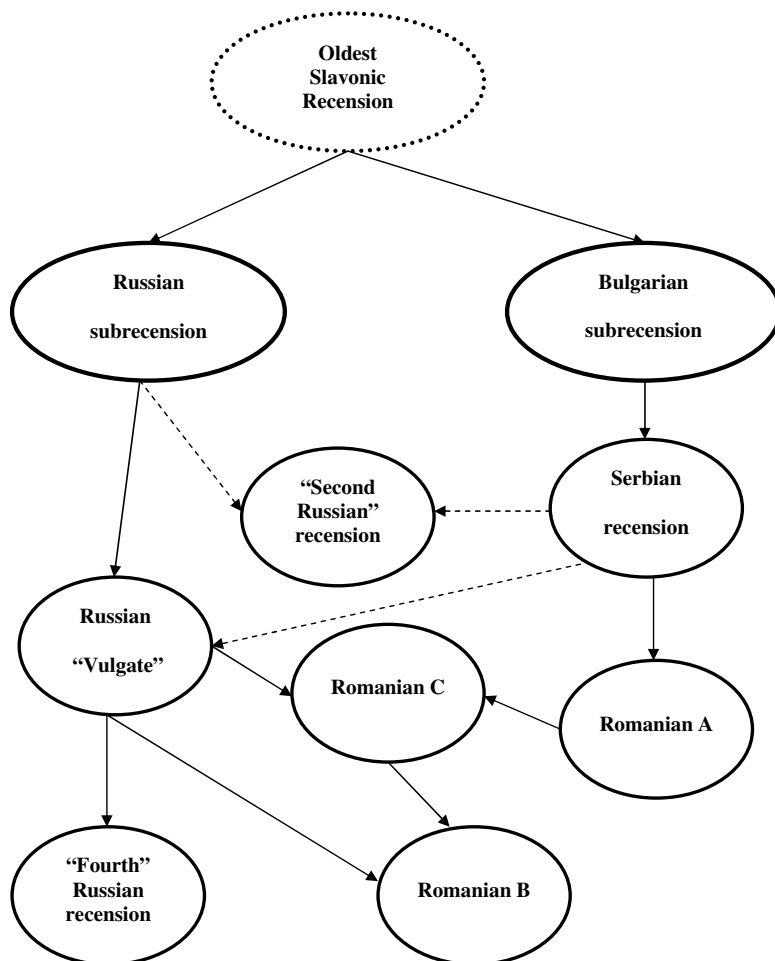 Oldest
Slavonic
Recension
Russian
subrecension
Bulgarian
subrecension
“Second
Russian”
recension
Serbian
recension
Russian
“Vulgate”
Romanian C
Romanian A
“Fourth”
Russian
recension
Romanian B